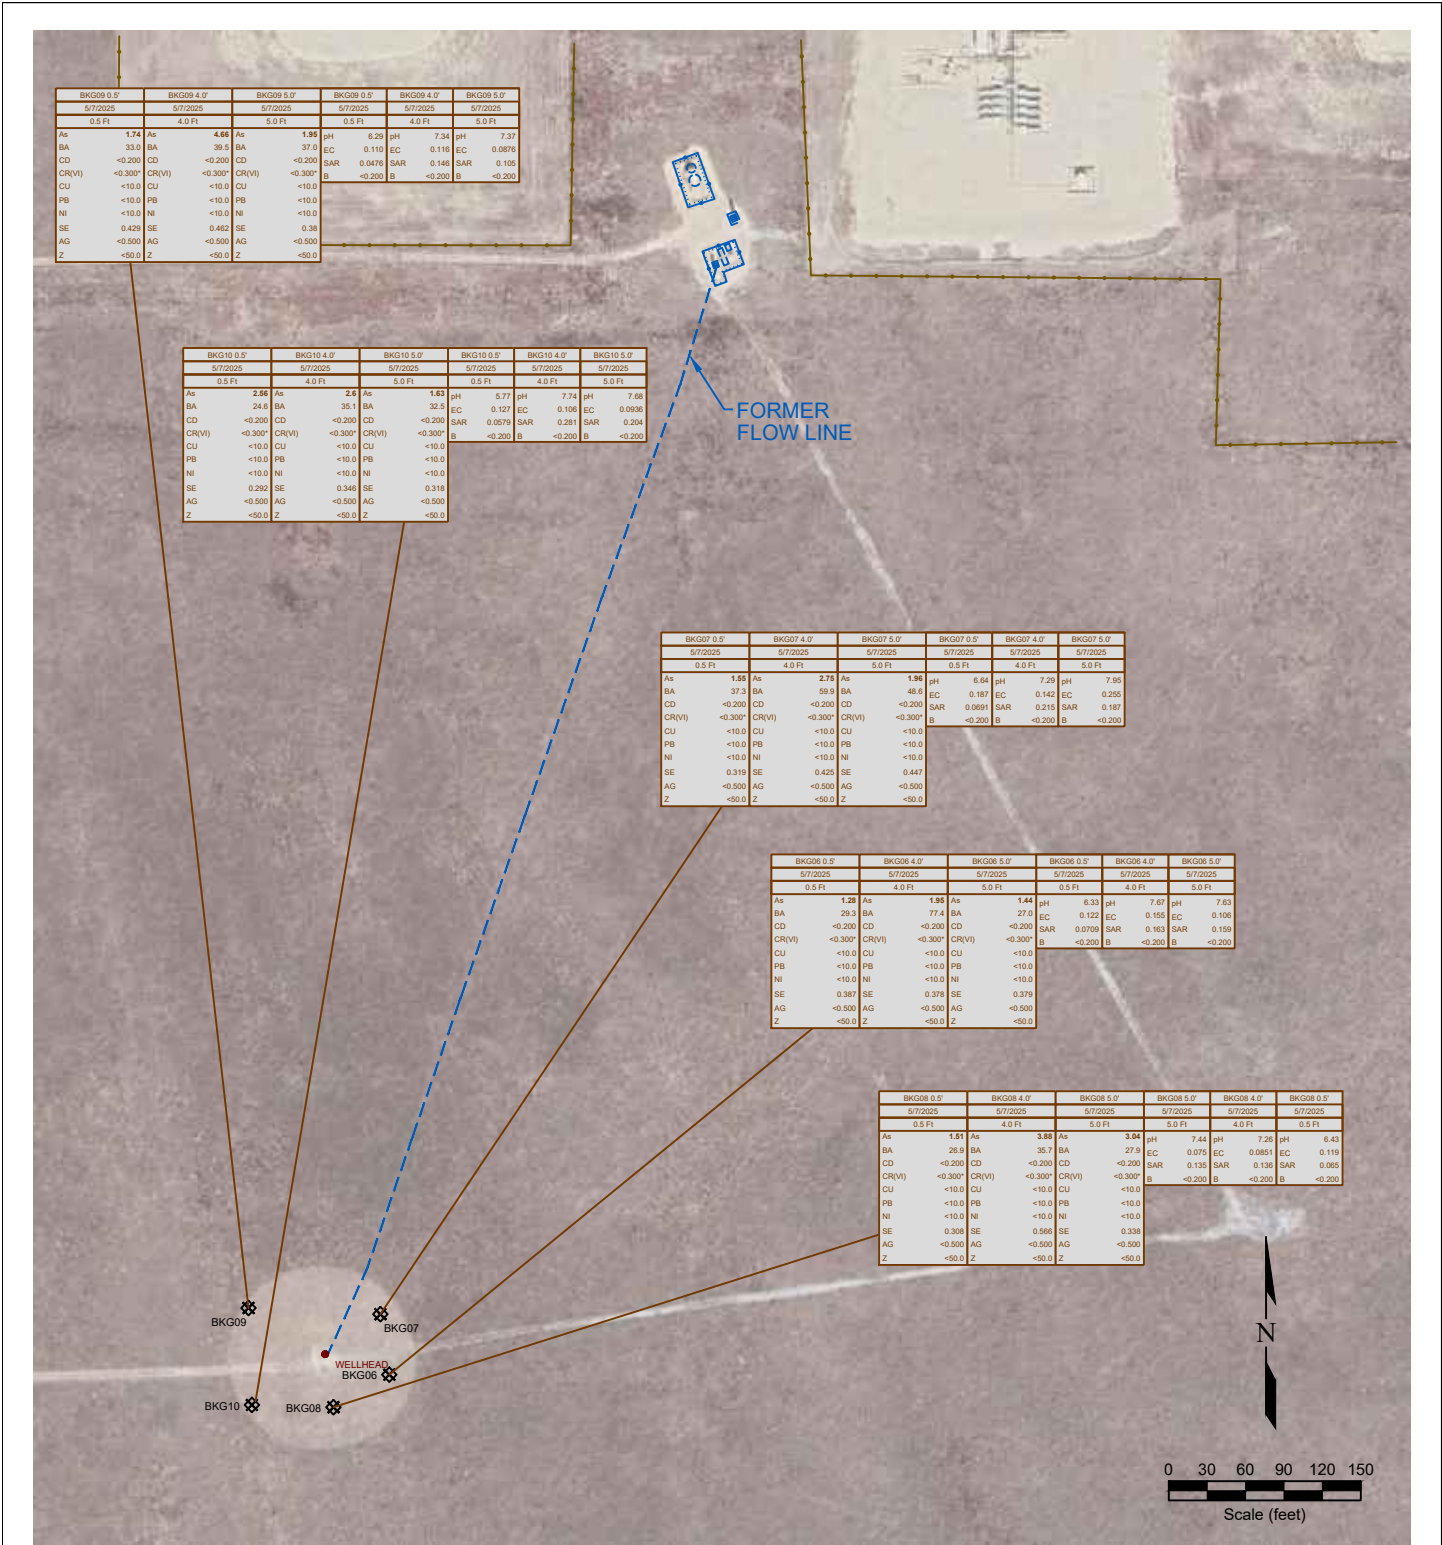 BKG09 0.5' BKG09 4.0' BKG09 5.0' BKG09 0.5' BKG09 4.0' BKG09 5.0'
5/7/2025 5/7/2025 5/7/2025 5/7/2025 5/7/2025 5/7/2025
0.5 Ft 4.0 Ft 5.0 Ft 0.5 Ft 4.0 Ft 5.0 Ft
As 1.74 As 4.66 As 1.95 pH 6.29 pH 7.34 pH 7.37
BA 33.0 BA 39.5 BA 37.0 EC 0.110 EC 0.116 EC 0.0876
CD <0.200 CD <0.200 CD <0.200 SAR 0.0476 SAR 0.146 SAR 0.105
CR(VI) <0.300* CR(VI) <0.300* CR(VI) <0.300* B <0.200 B <0.200 B <0.200
CU <10.0 CU <10.0 CU <10.0
PB <10.0 PB <10.0 PB <10.0
NI <10.0 NI <10.0 NI <10.0
SE 0.429 SE 0.462 SE 0.38
AG <0.500 AG <0.500 AG <0.500
Z <50.0 Z <50.0 Z <50.0
BKG10 0.5' BKG10 4.0' BKG10 5.0' BKG10 0.5' BKG10 4.0' BKG10 5.0'
5/7/2025 5/7/2025 5/7/2025 5/7/2025 5/7/2025 5/7/2025
0.5 Ft 4.0 Ft 5.0 Ft 0.5 Ft 4.0 Ft 5.0 Ft
As 2.56 As 2.6 As 1.63 pH 5.77 pH 7.74 pH 7.68
BA 24.6 BA 35.1 BA 32.5 EC 0.127 EC 0.106 EC 0.0936
CD <0.200 CD <0.200 CD <0.200 SAR 0.0579 SAR 0.281 SAR 0.204
CR(VI) <0.300* CR(VI) <0.300* CR(VI) <0.300* B <0.200 B <0.200 B <0.200
CU <10.0 CU <10.0 CU <10.0
PB <10.0 PB <10.0 PB <10.0
NI <10.0 NI <10.0 NI <10.0
SE 0.292 SE 0.346 SE 0.318
AG <0.500 AG <0.500 AG <0.500
Z <50.0 Z <50.0 Z <50.0
FORMER
FLOW LINE
BKG07 0.5' BKG07 4.0' BKG07 5.0' BKG07 0.5' BKG07 4.0' BKG07 5.0'
5/7/2025 5/7/2025 5/7/2025 5/7/2025 5/7/2025 5/7/2025
0.5 Ft 4.0 Ft 5.0 Ft 0.5 Ft 4.0 Ft 5.0 Ft
As 1.55 As 2.75 As 1.96 pH 6.64 pH 7.29 pH 7.95
BA 37.3 BA 59.9 BA 48.6 EC 0.187 EC 0.142 EC 0.255
CD <0.200 CD <0.200 CD <0.200 SAR 0.0691 SAR 0.215 SAR 0.187
CR(VI) <0.300* CR(VI) <0.300* CR(VI) <0.300* B <0.200 B <0.200 B <0.200
CU <10.0 CU <10.0 CU <10.0
PB <10.0 PB <10.0 PB <10.0
NI <10.0 NI <10.0 NI <10.0
SE 0.319 SE 0.425 SE 0.447
AG <0.500 AG <0.500 AG <0.500
Z <50.0 Z <50.0 Z <50.0
BKG06 0.5' BKG06 4.0' BKG06 5.0' BKG06 0.5' BKG06 4.0' BKG06 5.0'
5/7/2025 5/7/2025 5/7/2025 5/7/2025 5/7/2025 5/7/2025
0.5 Ft 4.0 Ft 5.0 Ft 0.5 Ft 4.0 Ft 5.0 Ft
As 1.28 As 1.95 As 1.44 pH 6.33 pH 7.67 pH 7.63
BA 29.3 BA 77.4 BA 27.0 EC 0.122 EC 0.155 EC 0.106
CD <0.200 CD <0.200 CD <0.200 SAR 0.0709 SAR 0.163 SAR 0.159
CR(VI) <0.300* CR(VI) <0.300* CR(VI) <0.300* B <0.200 B <0.200 B <0.200
CU <10.0 CU <10.0 CU <10.0
PB <10.0 PB <10.0 PB <10.0
NI <10.0 NI <10.0 NI <10.0
SE 0.387 SE 0.378 SE 0.379
AG <0.500 AG <0.500 AG <0.500
Z <50.0 Z <50.0 Z <50.0
BKG08 0.5' BKG08 4.0' BKG08 5.0' BKG08 5.0' BKG08 4.0' BKG08 0.5'
5/7/2025 5/7/2025 5/7/2025 5/7/2025 5/7/2025 5/7/2025
0.5 Ft 4.0 Ft 5.0 Ft 5.0 Ft 4.0 Ft 0.5 Ft
As 1.51 As 3.88 As 3.04 pH 7.44 pH 7.26 pH 6.43
BA 26.9 BA 35.7 BA 27.9 EC 0.075 EC 0.0851 EC 0.119
CD <0.200 CD <0.200 CD <0.200 SAR 0.135 SAR 0.136 SAR 0.065
CR(VI) <0.300* CR(VI) <0.300* CR(VI) <0.300* B <0.200 B <0.200 B <0.200
CU <10.0 CU <10.0 CU <10.0
PB <10.0 PB <10.0 PB <10.0
NI <10.0 NI <10.0 NI <10.0
SE 0.308 SE 0.566 SE 0.338
AG <0.500 AG <0.500 AG <0.500
Z <50.0 Z <50.0 Z <50.0
BKG09
BKG07
WELLHEAD
BKG06
BKG10
BKG08
N
0 30 60 90 120 150
Scale (feet)